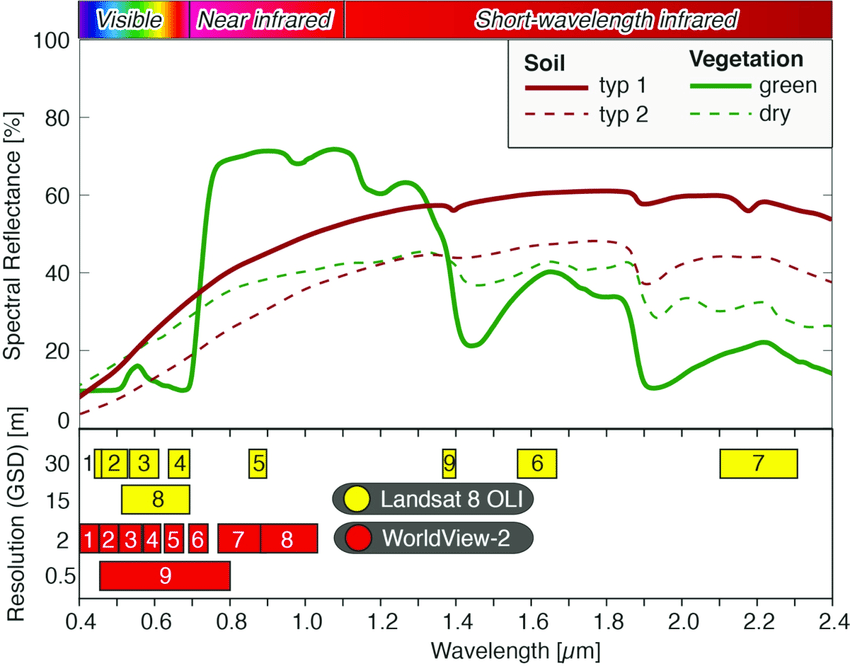 Visible Near infrared Short-wavelength infrared
100
80
60
40
20
0
Spectral Reflectance [%]
Soil Vegetation
typ 1 green
typ 2 dry
Resolution (GSD) [m]
30 1 2 3 4 5 9 6 7
15 8 Landsat 8 OLI
2 1 2 3 4 5 6 7 8 WorldView-2
0.5 9
0.4 0.6 0.8 1.0 1.2 1.4 1.6 1.8 2.0 2.2 2.4
Wavelength [µm]